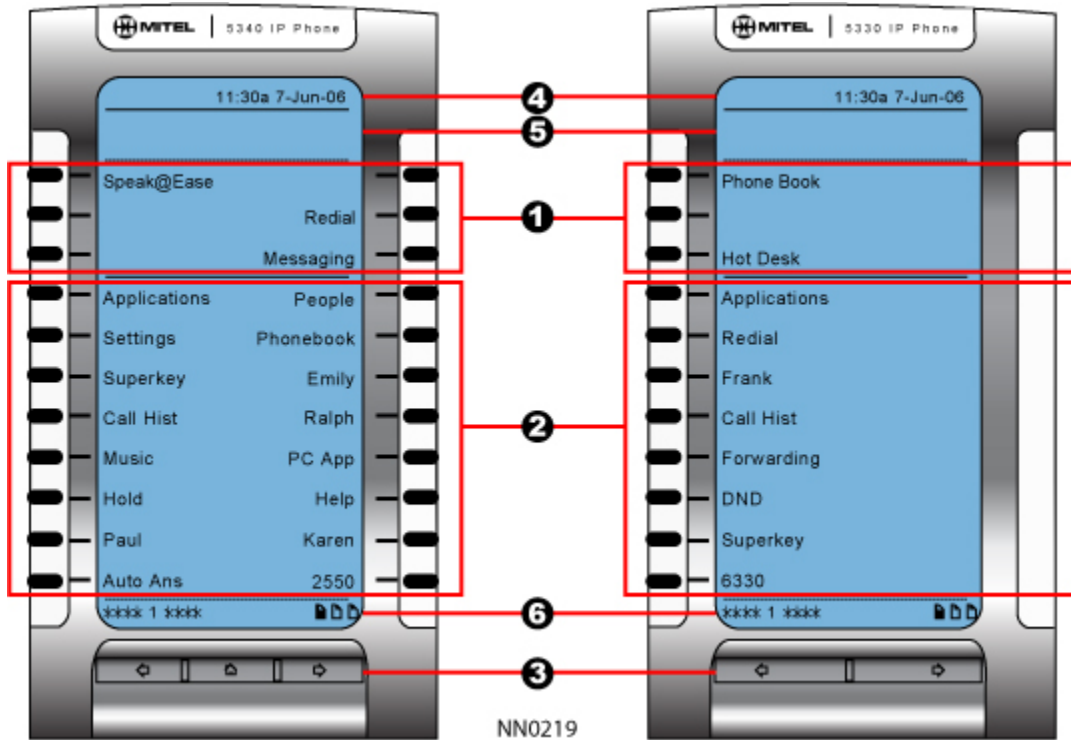 MITEL | 5340 IP Phone
11:30a 7-Jun-06
Speak@Ease
Redial
Messaging
Applications People
Settings Phonebook
Superkey Emily
Call Hist Ralph
Music PC App
Hold Help
Paul Karen
Auto Ans 2550
**** 1 ****
4
5
1
2
6
3
MITEL | 5330 IP Phone
11:30a 7-Jun-06
Phone Book
Hot Desk
Applications
Redial
Frank
Call Hist
Forwarding
DND
Superkey
6330
**** 1 ****
NN0219